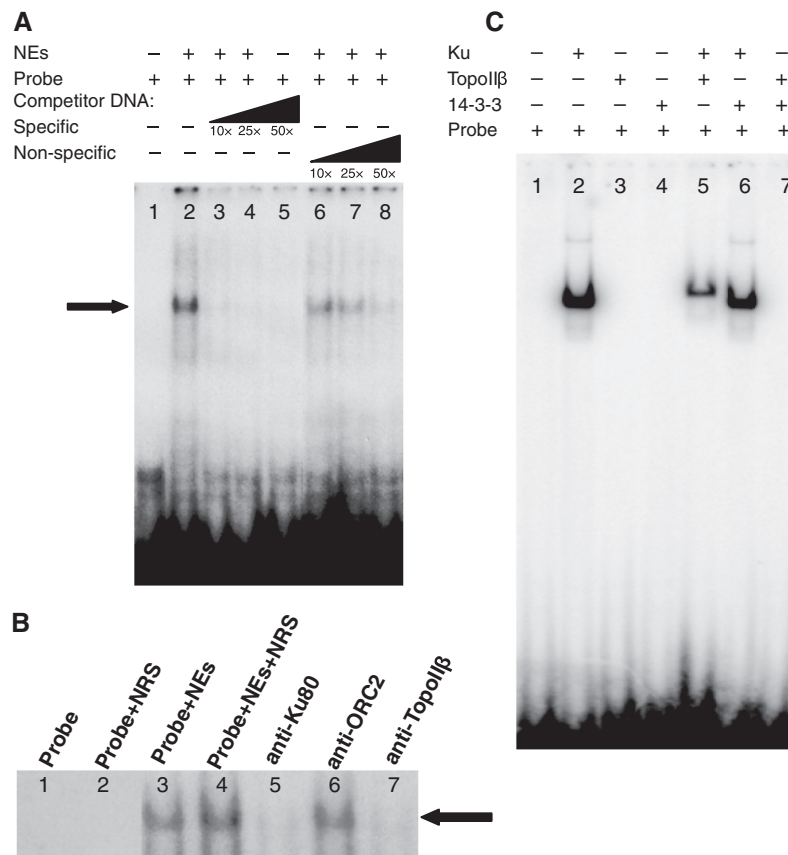 A
NEs – + + + – + + +
Probe + + + + + + + +
Competitor DNA:
Specific – – 10× 25× 50× – – –
Non-specific – – – – – 10× 25× 50×
1 2 3 4 5 6 7 8
B
Probe
Probe+NRS
Probe+NEs
Probe+NEs+NRS
anti-Ku80
anti-ORC2
anti-TopoIIβ
1 2 3 4 5 6 7
C
Ku – + – – + + –
TopoIIβ – – + – + – +
14-3-3 – – – + – + +
Probe + + + + + + +
1 2 3 4 5 6 7